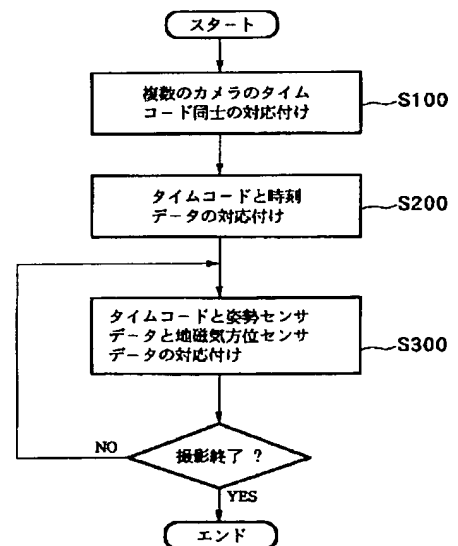 スタート
複数のカメラのタイム
コード同士の対応付け
S100
タイムコードと時刻
データの対応付け
S200
タイムコードと姿勢センサ
データと地磁気方位センサ
データの対応付け
S300
NO
撮影終了 ?
YES
エンド